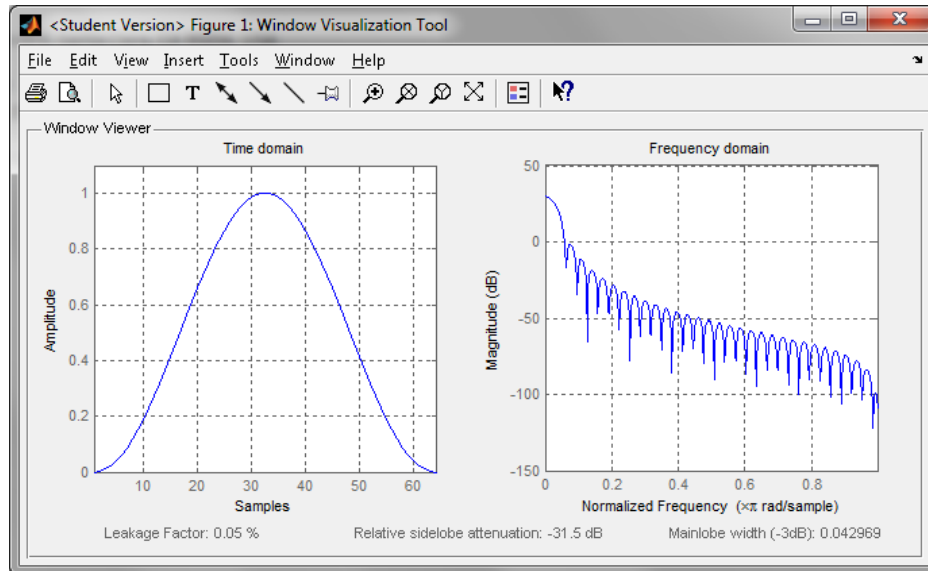 <Student Version> Figure 1: Window Visualization Tool
File Edit View Insert Tools Window Help
T
Window Viewer
Time domain
1
0.8
0.6
0.4
0.2
0
10 20 30 40 50 60
Samples
Amplitude
Frequency domain
50
0
-50
-100
-150
0 0.2 0.4 0.6 0.8
Normalized Frequency (×π rad/sample)
Magnitude (dB)
Leakage Factor: 0.05 % Relative sidelobe attenuation: -31.5 dB Mainlobe width (-3dB): 0.042969